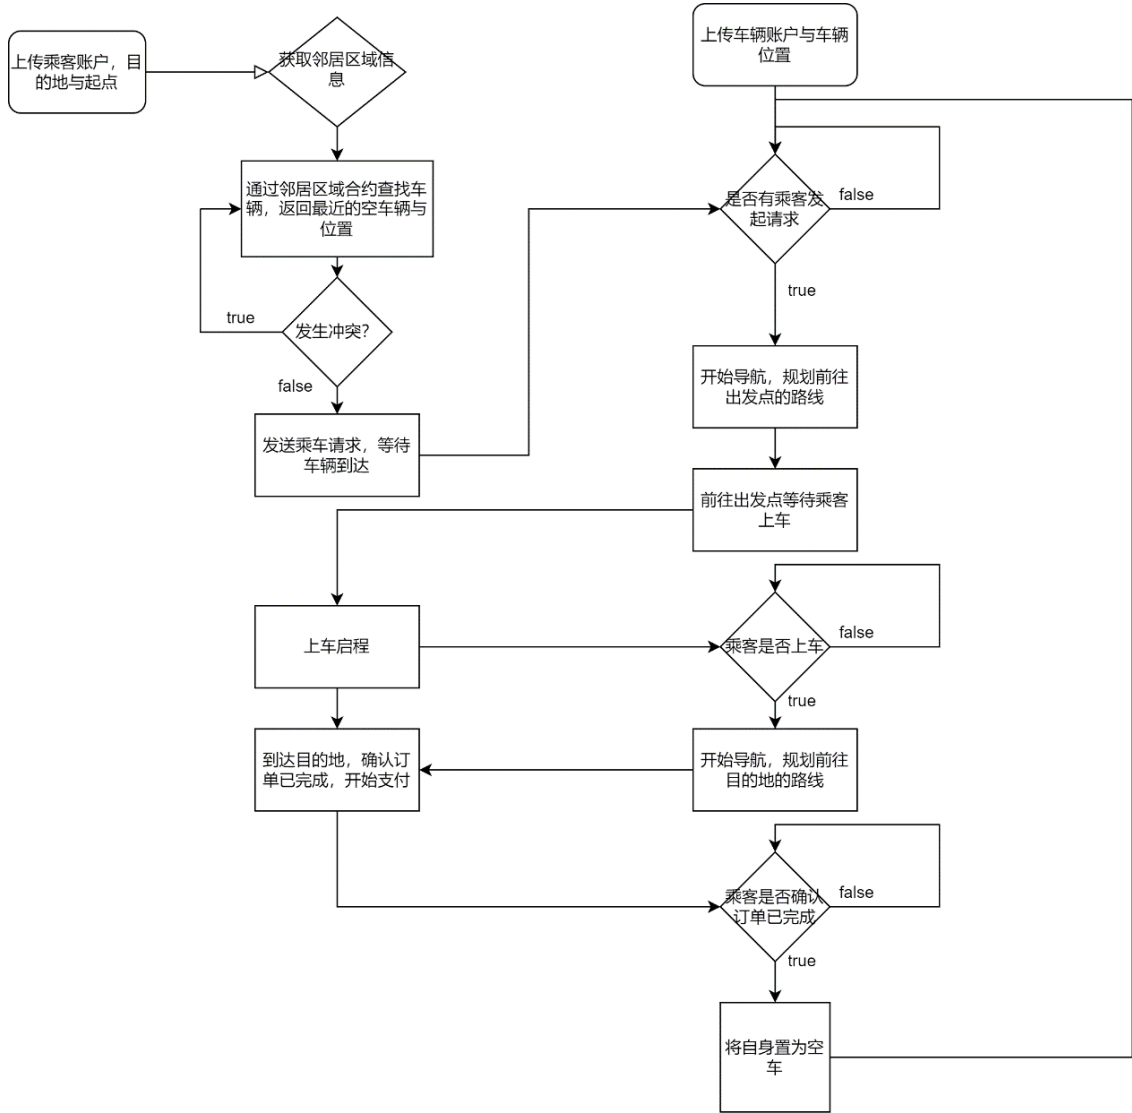 上传乘客账户，目
的地与起点
获取邻居区域信
息
通过邻居区域合约查找车
辆，返回最近的空车辆与
位置
true
发生冲突？
false
发送乘车请求，等待
车辆到达
上车启程
到达目的地，确认订
单已完成，开始支付
上传车辆账户与车辆
位置
是否有乘客发
起请求
false
true
开始导航，规划前往
出发点的路线
前往出发点等待乘客
上车
乘客是否上车
false
true
开始导航，规划前往
目的地的路线
乘客是否确认
订单已完成
false
true
将自身置为空
车